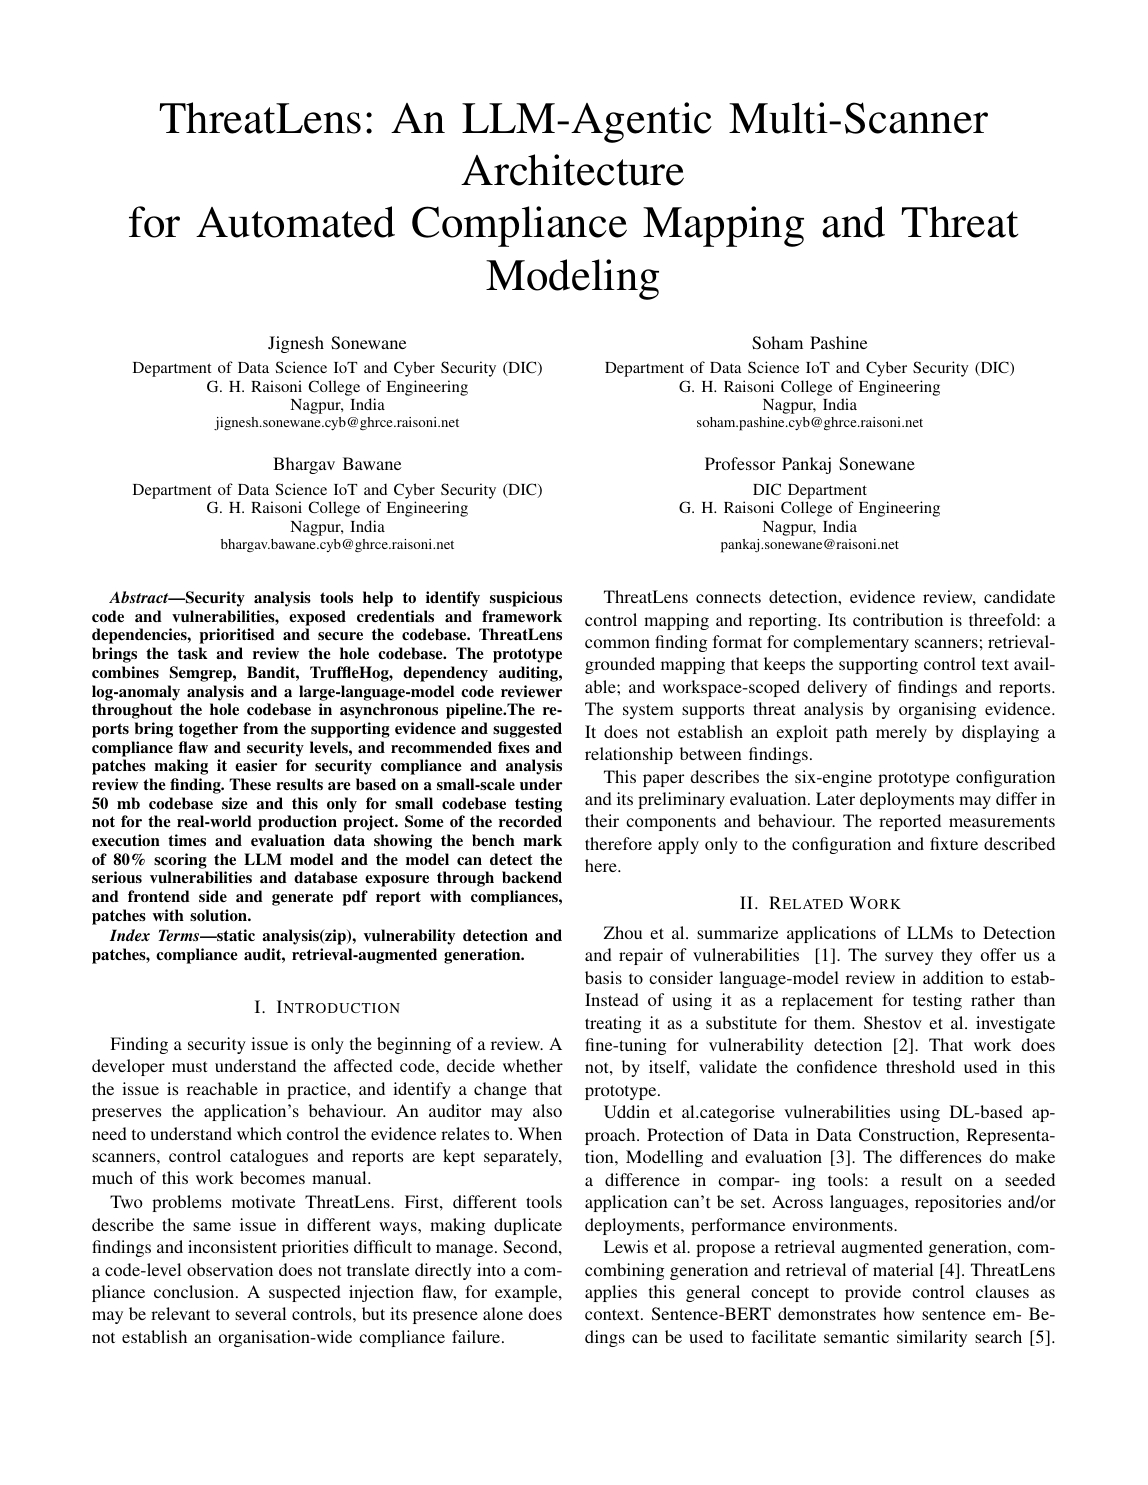 ThreatLens: An LLM-Agentic Multi-Scanner
Architecture
for Automated Compliance Mapping and Threat
Modeling
Jignesh Sonewane
Department of Data Science IoT and Cyber Security (DIC)
G. H. Raisoni College of Engineering
Nagpur, India
jignesh.sonewane.cyb@ghrce.raisoni.net
Soham Pashine
Department of Data Science IoT and Cyber Security (DIC)
G. H. Raisoni College of Engineering
Nagpur, India
soham.pashine.cyb@ghrce.raisoni.net
Bhargav Bawane
Department of Data Science IoT and Cyber Security (DIC)
G. H. Raisoni College of Engineering
Nagpur, India
bhargav.bawane.cyb@ghrce.raisoni.net
Professor Pankaj Sonewane
DIC Department
G. H. Raisoni College of Engineering
Nagpur, India
pankaj.sonewane@raisoni.net
Abstract—Security analysis tools help to identify suspicious
code and vulnerabilities, exposed credentials and framework
dependencies, prioritised and secure the codebase. ThreatLens
brings the task and review the hole codebase. The prototype
combines Semgrep, Bandit, TruffleHog, dependency auditing,
log-anomaly analysis and a large-language-model code reviewer
throughout the hole codebase in asynchronous pipeline.The re-
ports bring together from the supporting evidence and suggested
compliance flaw and security levels, and recommended fixes and
patches making it easier for security compliance and analysis
review the finding. These results are based on a small-scale under
50 mb codebase size and this only for small codebase testing
not for the real-world production project. Some of the recorded
execution times and evaluation data showing the bench mark
of 80% scoring the LLM model and the model can detect the
serious vulnerabilities and database exposure through backend
and frontend side and generate pdf report with compliances,
patches with solution.
Index Terms—static analysis(zip), vulnerability detection and
patches, compliance audit, retrieval-augmented generation.
I. INTRODUCTION
Finding a security issue is only the beginning of a review. A
developer must understand the affected code, decide whether
the issue is reachable in practice, and identify a change that
preserves the application's behaviour. An auditor may also
need to understand which control the evidence relates to. When
scanners, control catalogues and reports are kept separately,
much of this work becomes manual.
Two problems motivate ThreatLens. First, different tools
describe the same issue in different ways, making duplicate
findings and inconsistent priorities difficult to manage. Second,
a code-level observation does not translate directly into a com-
pliance conclusion. A suspected injection flaw, for example,
may be relevant to several controls, but its presence alone does
not establish an organisation-wide compliance failure.
ThreatLens connects detection, evidence review, candidate
control mapping and reporting. Its contribution is threefold: a
common finding format for complementary scanners; retrieval-
grounded mapping that keeps the supporting control text avail-
able; and workspace-scoped delivery of findings and reports.
The system supports threat analysis by organising evidence.
It does not establish an exploit path merely by displaying a
relationship between findings.
This paper describes the six-engine prototype configuration
and its preliminary evaluation. Later deployments may differ in
their components and behaviour. The reported measurements
therefore apply only to the configuration and fixture described
here.
II. RELATED WORK
Zhou et al. summarize applications of LLMs to Detection
and repair of vulnerabilities [1]. The survey they offer us a
basis to consider language-model review in addition to estab-
Instead of using it as a replacement for testing rather than
treating it as a substitute for them. Shestov et al. investigate
fine-tuning for vulnerability detection [2]. That work does
not, by itself, validate the confidence threshold used in this
prototype.
Uddin et al.categorise vulnerabilities using DL-based ap-
proach. Protection of Data in Data Construction, Representa-
tion, Modelling and evaluation [3]. The differences do make
a difference in compar- ing tools: a result on a seeded
application can't be set. Across languages, repositories and/or
deployments, performance environments.
Lewis et al. propose a retrieval augmented generation, com-
combining generation and retrieval of material [4]. ThreatLens
applies this general concept to provide control clauses as
context. Sentence-BERT demonstrates how sentence em- Be-
dings can be used to facilitate semantic similarity search [5].